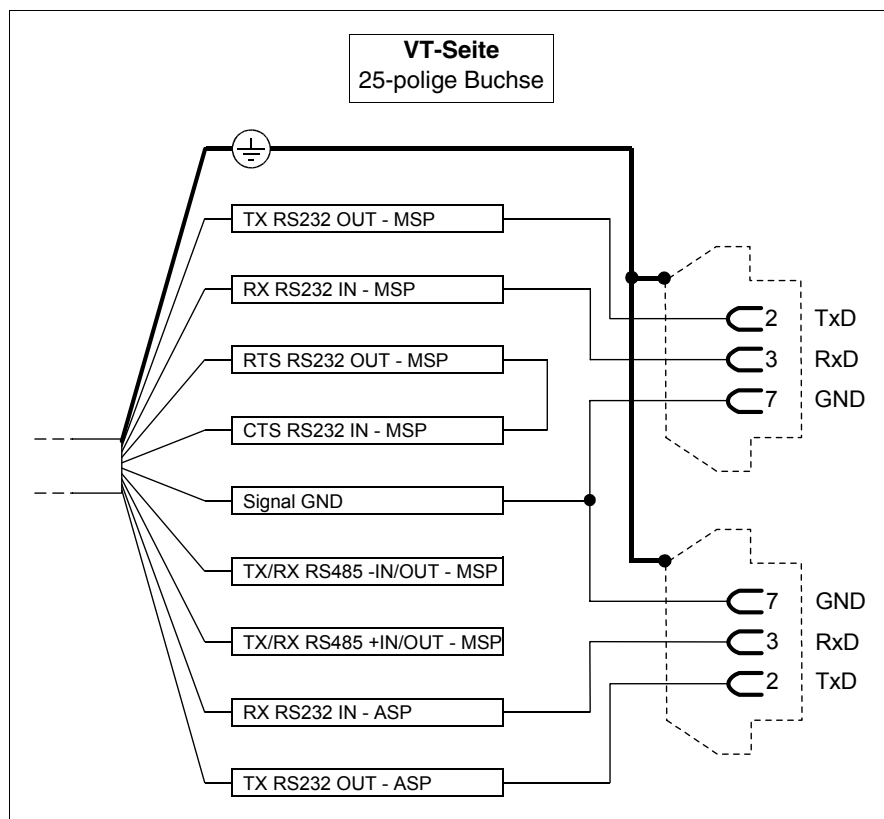 VT-Seite
25-polige Buchse
TX RS232 OUT - MSP
RX RS232 IN - MSP
RTS RS232 OUT - MSP
CTS RS232 IN - MSP
Signal GND
TX/RX RS485 -IN/OUT - MSP
TX/RX RS485 +IN/OUT - MSP
RX RS232 IN - ASP
TX RS232 OUT - ASP
2 TxD
3 RxD
7 GND
7 GND
3 RxD
2 TxD